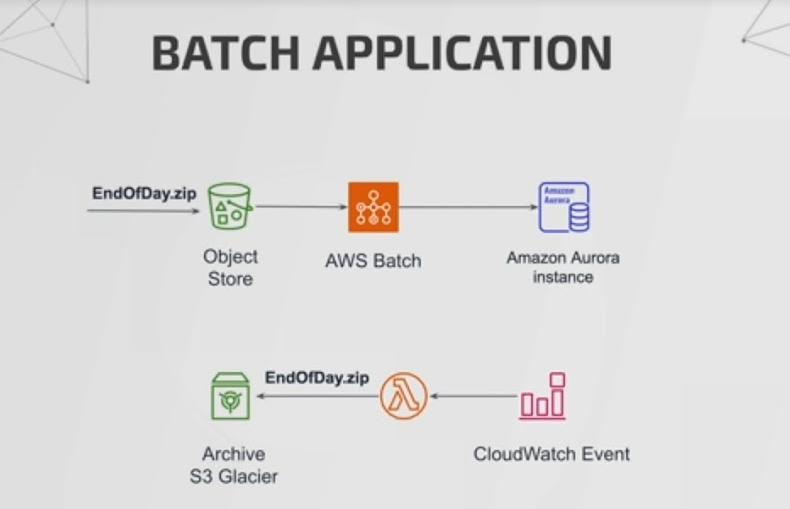 BATCH APPLICATION
EndOfDay.zip
Amazon
Aurora
Object
Store
AWS Batch
Amazon Aurora
instance
EndOfDay.zip
Archive
S3 Glacier
CloudWatch Event